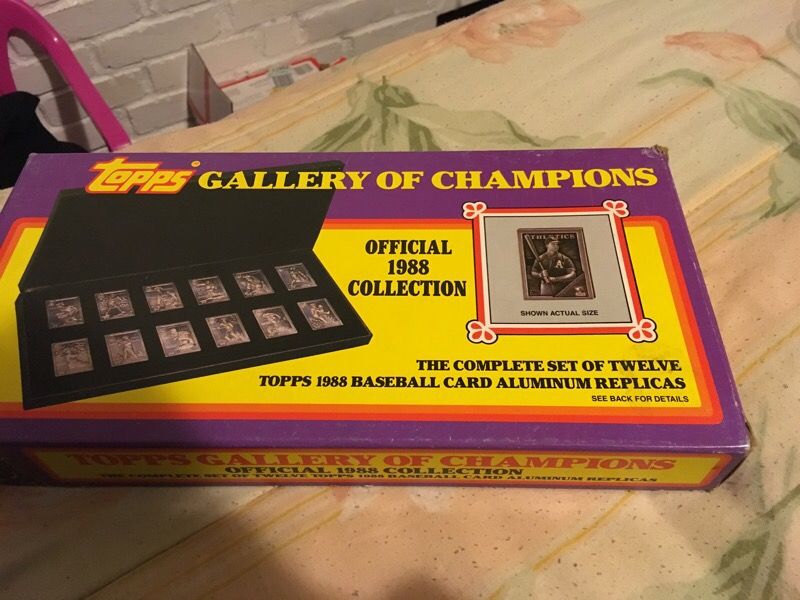 TOPPS® GALLERY OF CHAMPIONS
OFFICIAL
1988
COLLECTION
ATHLETICS
A
SHOWN ACTUAL SIZE
THE COMPLETE SET OF TWELVE
TOPPS 1988 BASEBALL CARD ALUMINUM REPLICAS
SEE BACK FOR DETAILS
TOPPS GALLERY OF CHAMPIONS
OFFICIAL 1988 COLLECTION
THE COMPLETE SET OF TWELVE TOPPS 1988 BASEBALL CARD ALUMINUM REPLICAS